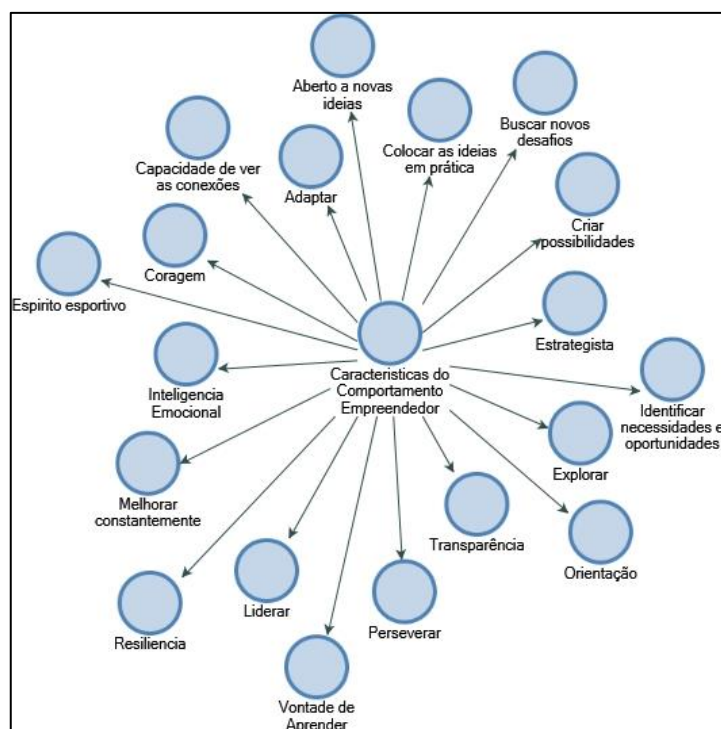 Aberto a novas
ideias
Buscar novos
desafios
Colocar as ideias
em prática
Capacidade de ver
as conexões
Adaptar
Criar
possibilidades
Coragem
Espirito esportivo
Estrategista
Caracteristicas do
Comportamento
Empreendedor
Inteligencia
Emocional
Identificar
necessidades e
oportunidades
Explorar
Melhorar
constantemente
Transparência
Orientação
Liderar
Perseverar
Resiliencia
Vontade de
Aprender